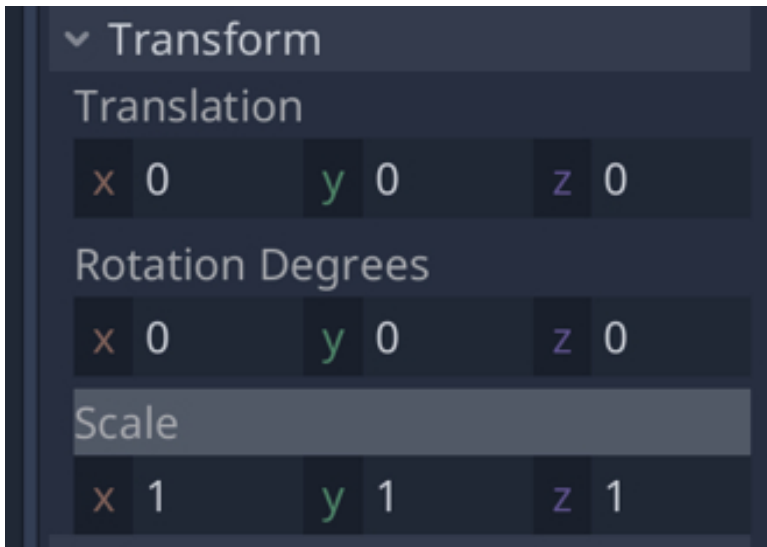 Transform
Translation
x 0 y 0 z 0
Rotation Degrees
x 0 y 0 z 0
Scale
x 1 y 1 z 1